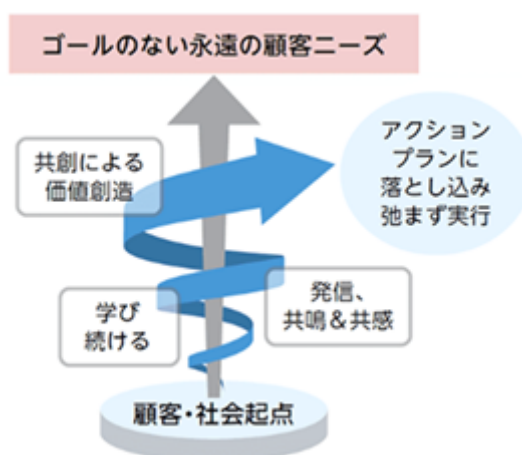 ゴールのない永遠の顧客ニーズ
アクション
プランに
落とし込み
弛まず実行
共創による
価値創造
発信、
共鳴＆共感
学び
続ける
顧客・社会起点